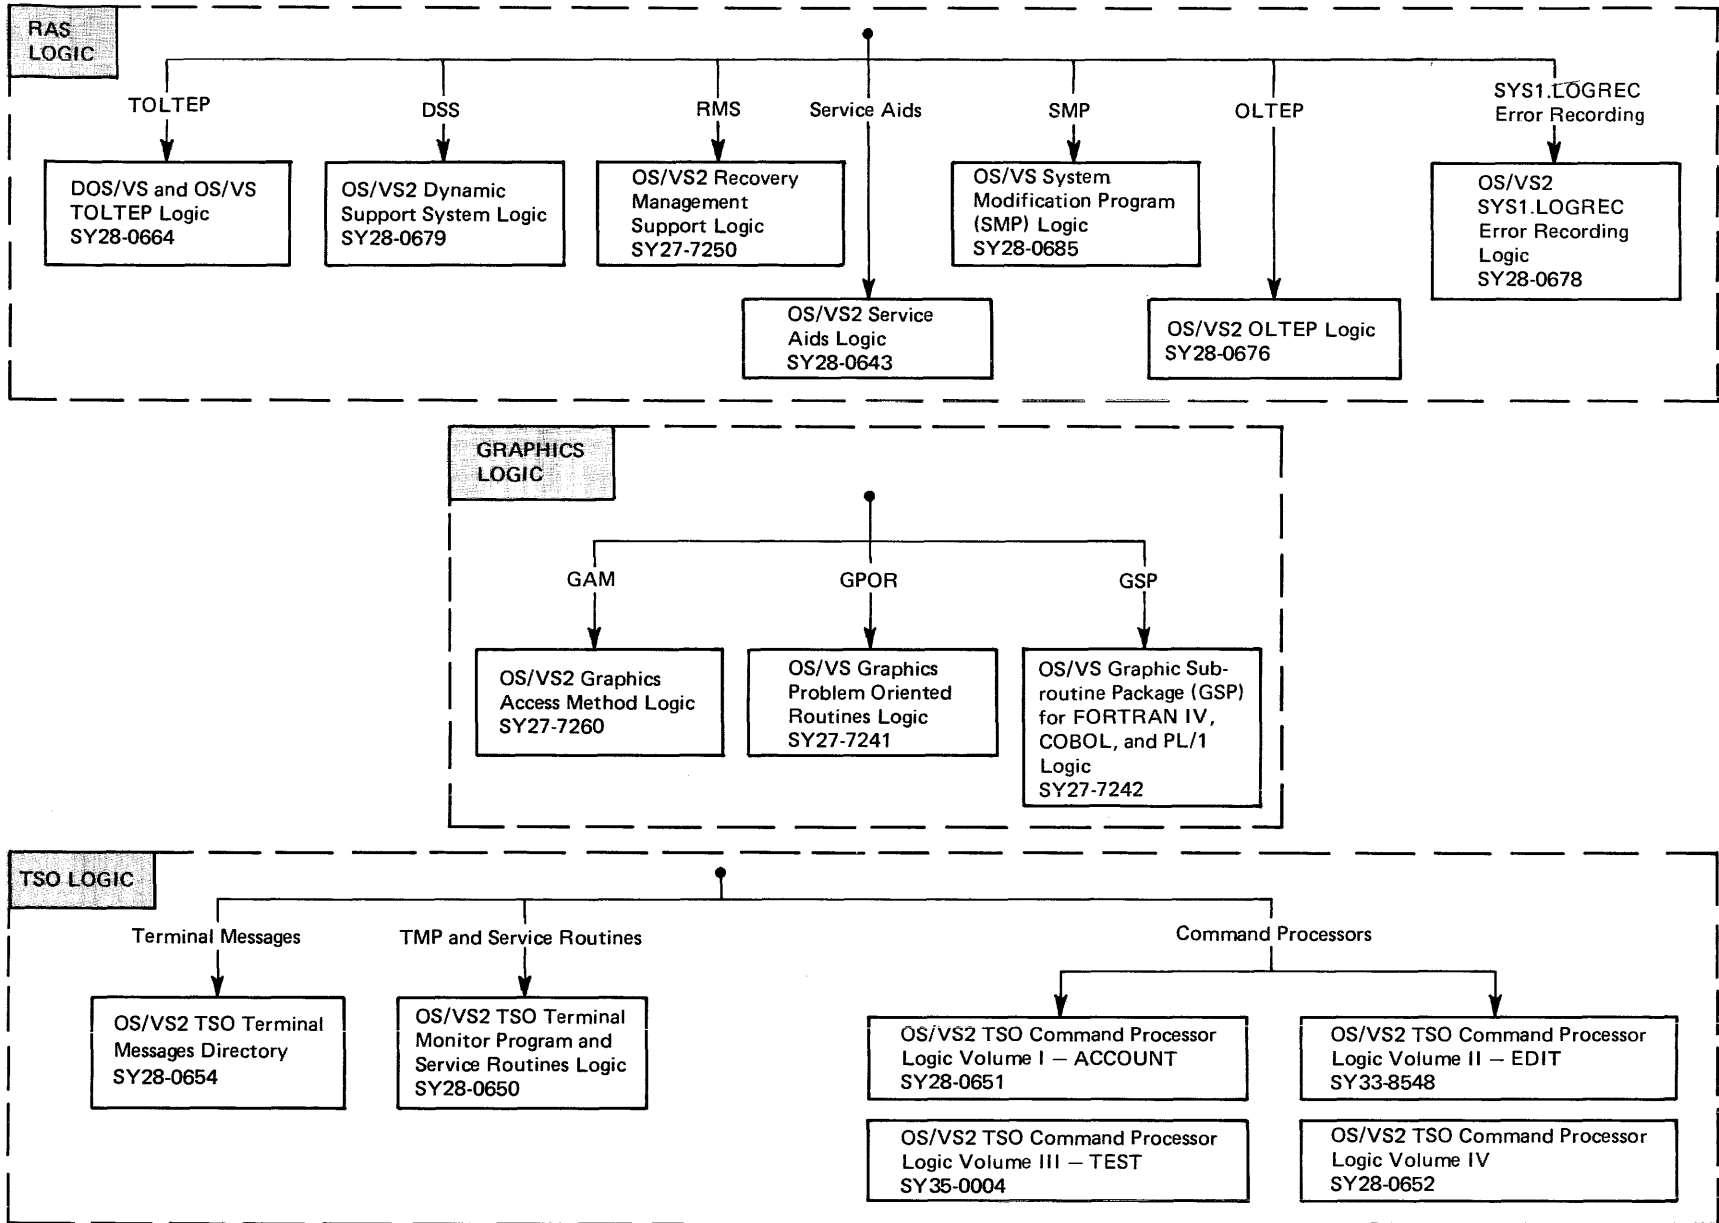 RAS
LOGIC
TOLTEP
DSS
RMS
Service Aids
SMP
OLTEP
SYS1.LOGREC
Error Recording
DOS/VS and OS/VS
TOLTEP Logic
SY28-0664
OS/VS2 Dynamic
Support System Logic
SY28-0679
OS/VS2 Recovery
Management
Support Logic
SY27-7250
OS/VS System
Modification Program
(SMP) Logic
SY28-0685
OS/VS2
SYS1.LOGREC
Error Recording
Logic
SY28-0678
OS/VS2 Service
Aids Logic
SY28-0643
OS/VS2 OLTEP Logic
SY28-0676
GRAPHICS
LOGIC
GAM
GPOR
GSP
OS/VS2 Graphics
Access Method Logic
SY27-7260
OS/VS Graphics
Problem Oriented
Routines Logic
SY27-7241
OS/VS Graphic Sub-
routine Package (GSP)
for FORTRAN IV,
COBOL, and PL/1
Logic
SY27-7242
TSO LOGIC
Terminal Messages
TMP and Service Routines
Command Processors
OS/VS2 TSO Terminal
Messages Directory
SY28-0654
OS/VS2 TSO Terminal
Monitor Program and
Service Routines Logic
SY28-0650
OS/VS2 TSO Command Processor
Logic Volume I – ACCOUNT
SY28-0651
OS/VS2 TSO Command Processor
Logic Volume II – EDIT
SY33-8548
OS/VS2 TSO Command Processor
Logic Volume III – TEST
SY35-0004
OS/VS2 TSO Command Processor
Logic Volume IV
SY28-0652